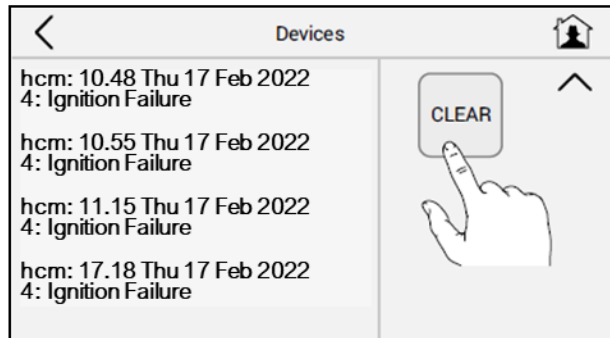 Devices
hcm: 10.48 Thu 17 Feb 2022
4: Ignition Failure
hcm: 10.55 Thu 17 Feb 2022
4: Ignition Failure
hcm: 11.15 Thu 17 Feb 2022
4: Ignition Failure
hcm: 17.18 Thu 17 Feb 2022
4: Ignition Failure
CLEAR